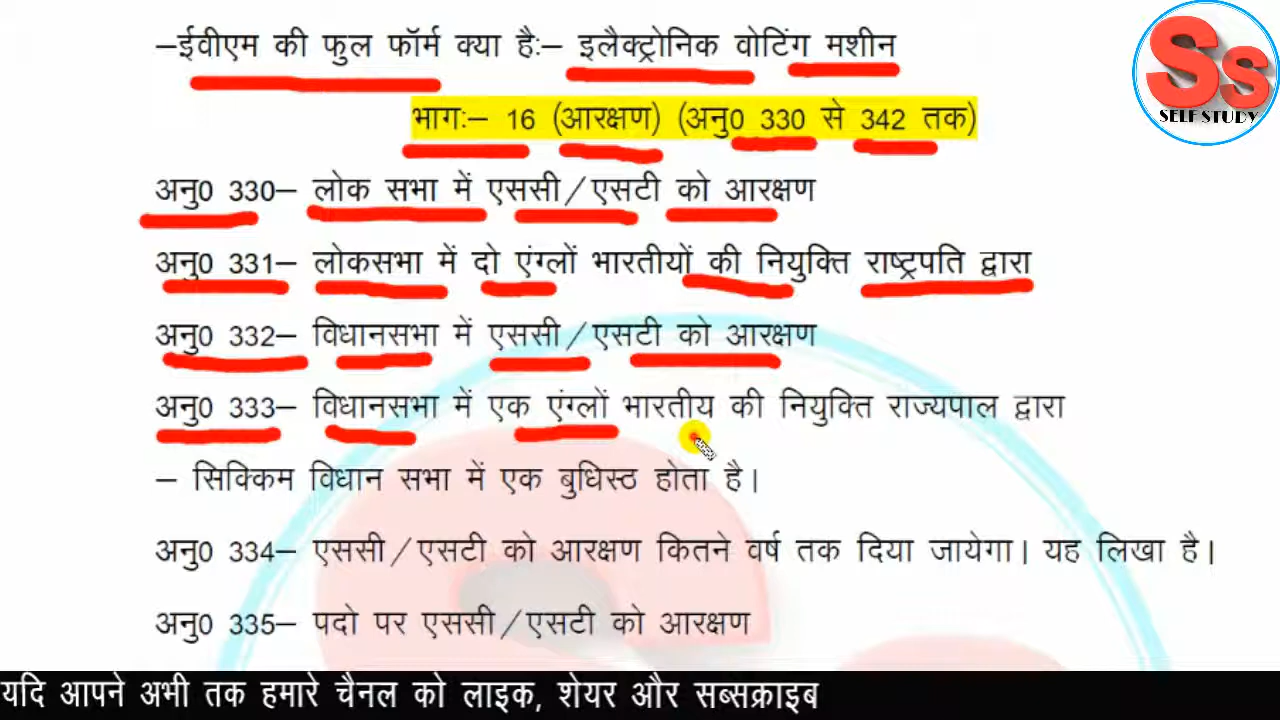 –ईवीएम की फुल फॉर्म क्या हैः– इलैक्ट्रोनिक वोटिंग मशीन
Ss
SELF STUDY
भागः– 16 (आरक्षण) (अनु0 330 से 342 तक)
अनु0 330– लोक सभा में एससी/एसटी को आरक्षण
अनु0 331– लोकसभा में दो एंग्लों भारतीयों की नियुक्ति राष्ट्रपति द्वारा
अनु0 332– विधानसभा में एससी/एसटी को आरक्षण
अनु0 333– विधानसभा में एक एंग्लों भारतीय की नियुक्ति राज्यपाल द्वारा
– सिक्किम विधान सभा में एक बुधिस्ठ होता है।
अनु0 334– एससी/एसटी को आरक्षण कितने वर्ष तक दिया जायेगा। यह लिखा है।
अनु0 335– पदो पर एससी/एसटी को आरक्षण
यदि आपने अभी तक हमारे चैनल को लाइक, शेयर और सब्सक्राइब